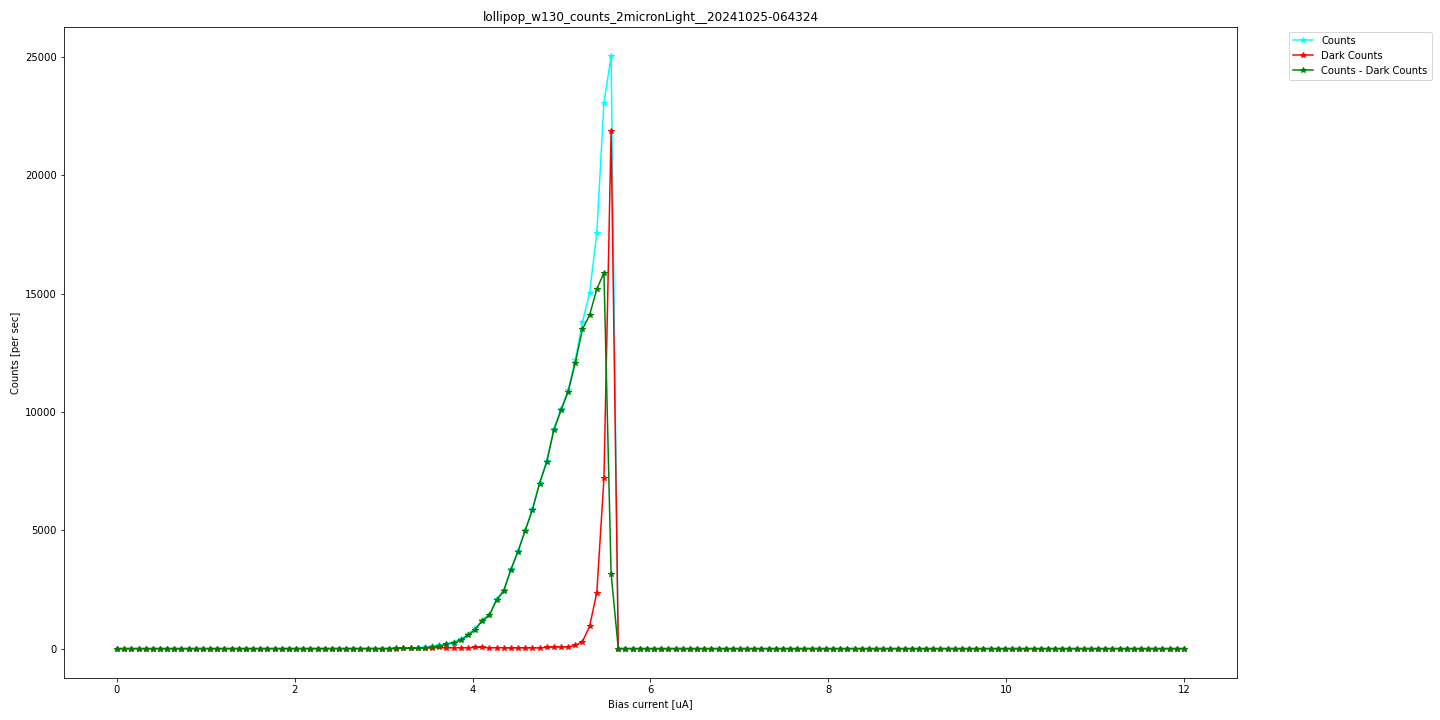 lollipop_w130_counts_2micronLight__20241025-064324
Counts
Dark Counts
Counts - Dark Counts
25000
20000
15000
10000
5000
0
Counts [per sec]
0 2 4 6 8 10 12
Bias current [uA]